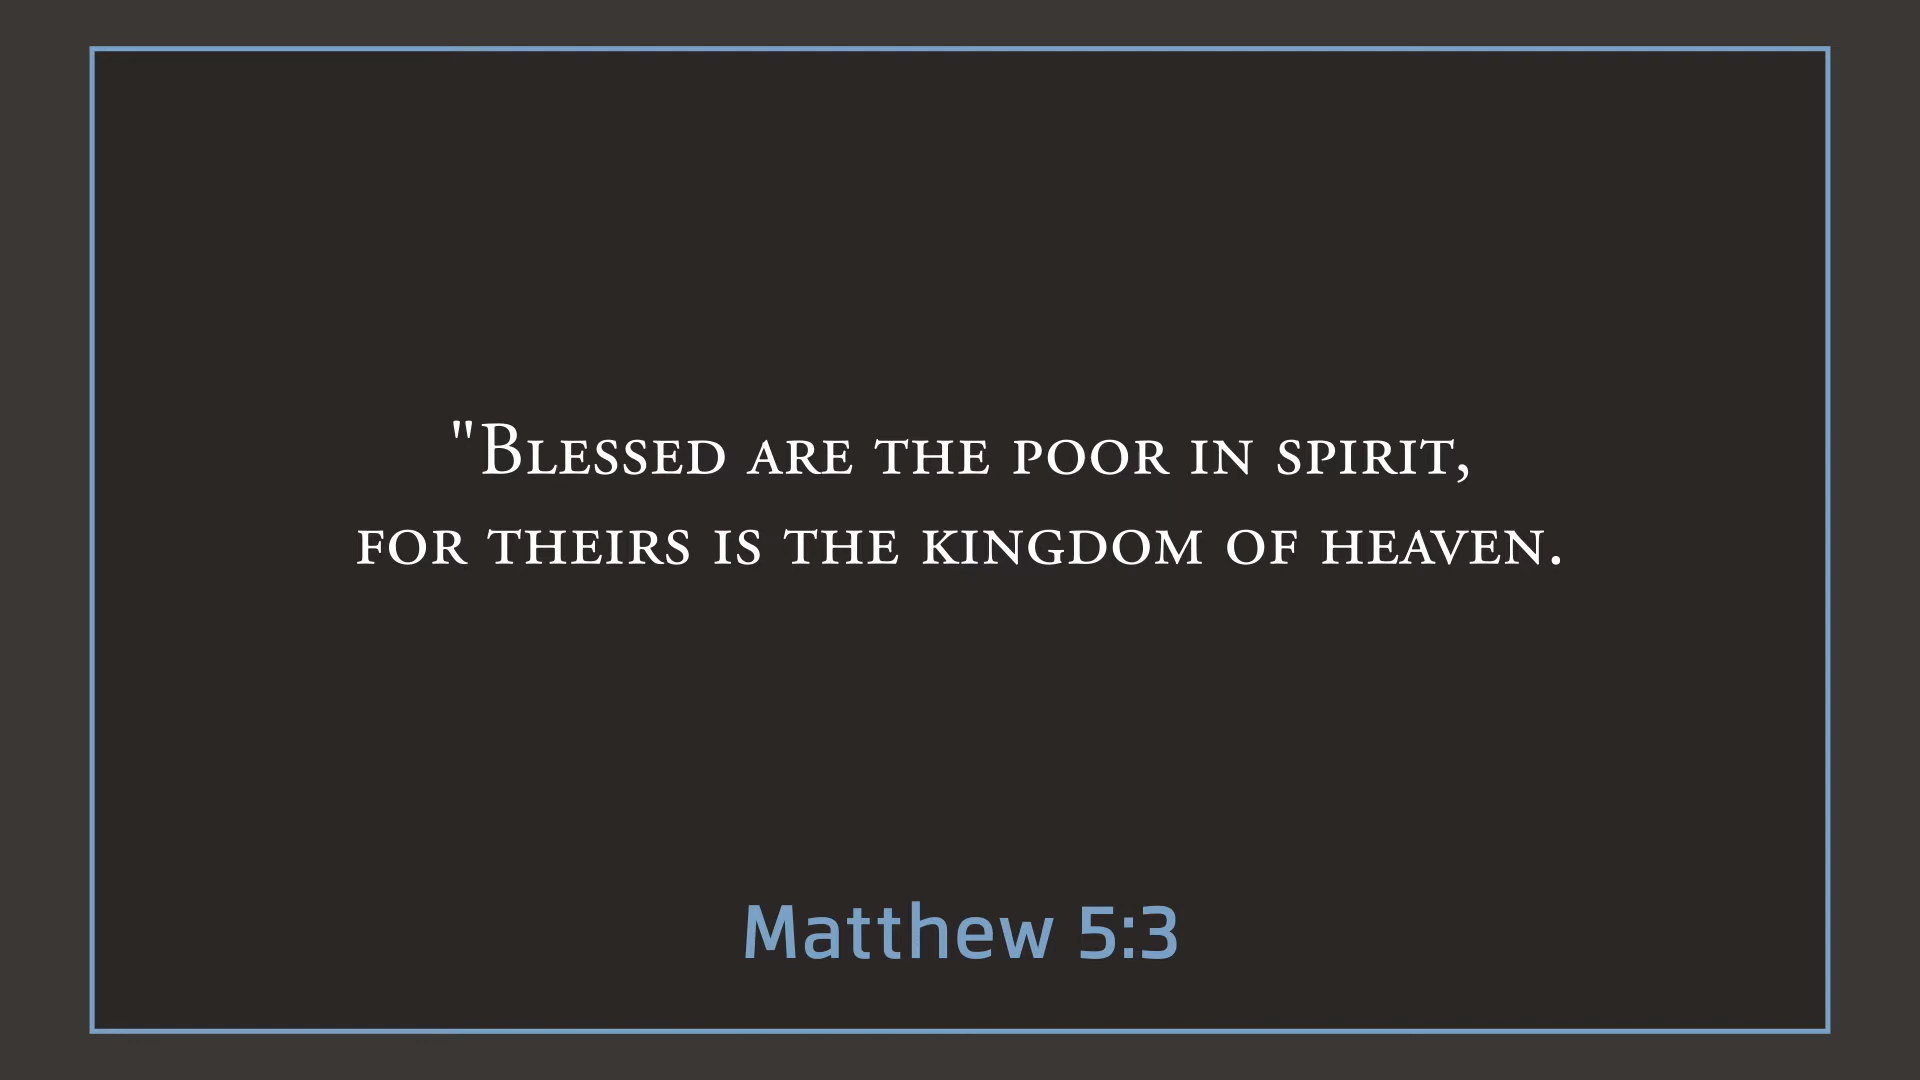 "Blessed are the poor in spirit,
for theirs is the kingdom of heaven.
Matthew 5:3